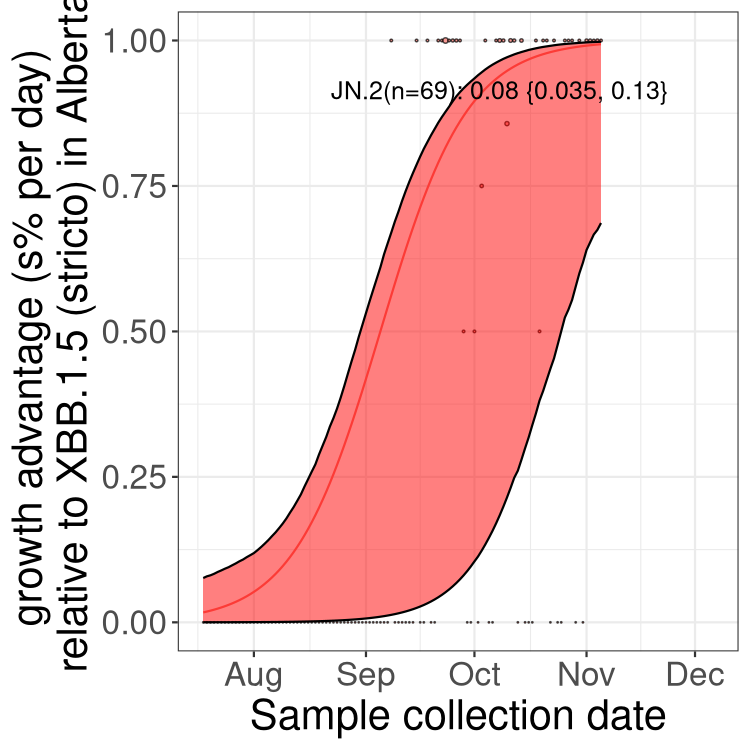 growth advantage (s% per day)
relative to XBB.1.5 (stricto) in Alberta
1.00
0.75
0.50
0.25
0.00
JN.2(n=69): 0.08 {0.035, 0.13}
Aug Sep Oct Nov Dec
Sample collection date